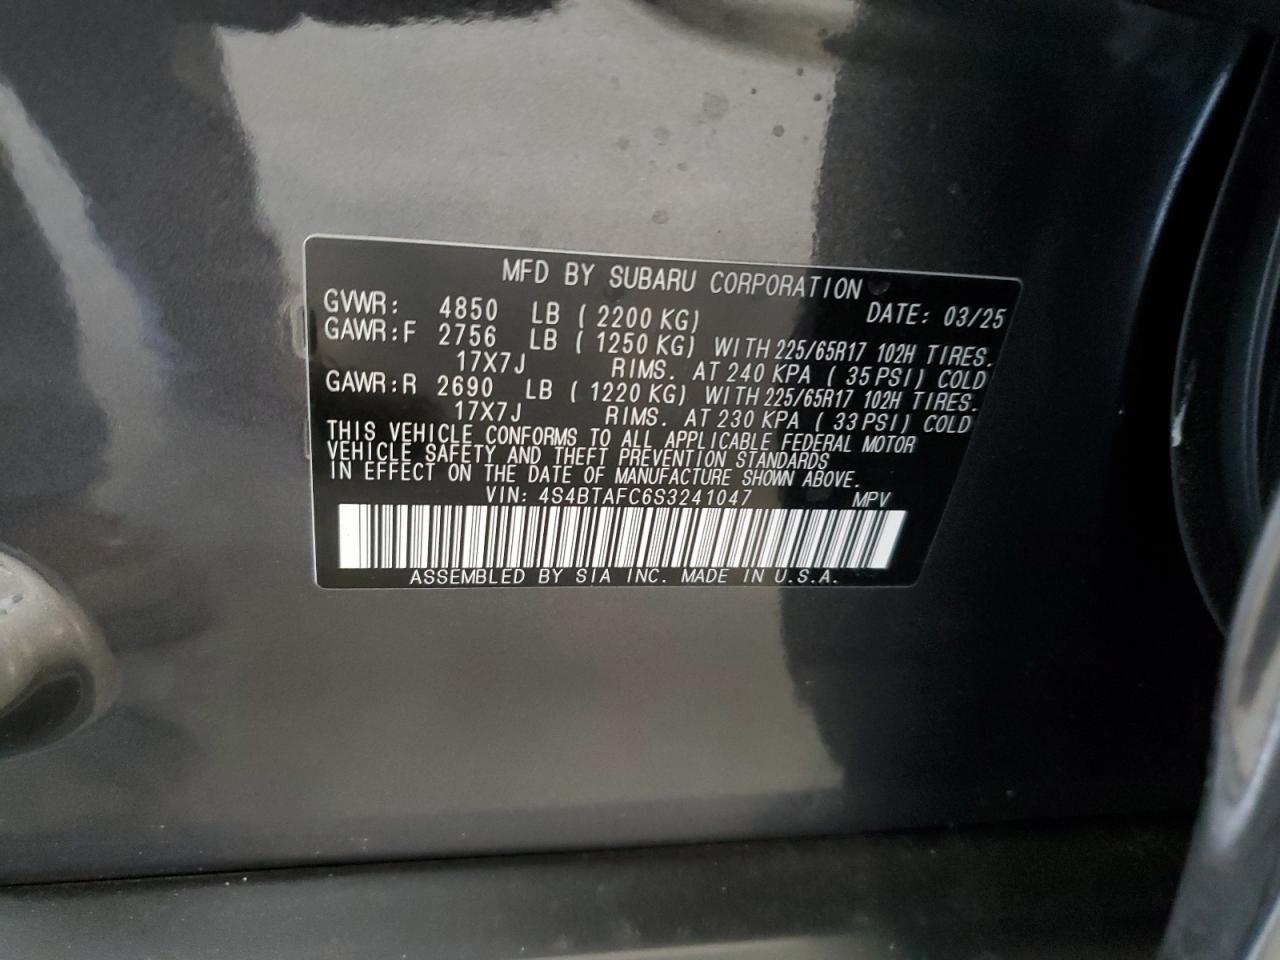 MFD BY SUBARU CORPORATION
GVWR: 4850 LB ( 2200 KG) DATE: 03/25
GAWR:F 2756 LB ( 1250 KG) WITH 225/65R17 102H TIRES.
17X7J RIMS. AT 240 KPA ( 35 PSI) COLD
GAWR:R 2690 LB ( 1220 KG) WITH 225/65R17 102H TIRES.
17X7J RIMS. AT 230 KPA ( 33 PSI) COLD
THIS VEHICLE CONFORMS TO ALL APPLICABLE FEDERAL MOTOR
VEHICLE SAFETY AND THEFT PREVENTION STANDARDS
IN EFFECT ON THE DATE OF MANUFACTURE SHOWN ABOVE.
VIN: 4S4BTAFC6S3241047 MPV
ASSEMBLED BY SIA INC. MADE IN U.S.A.